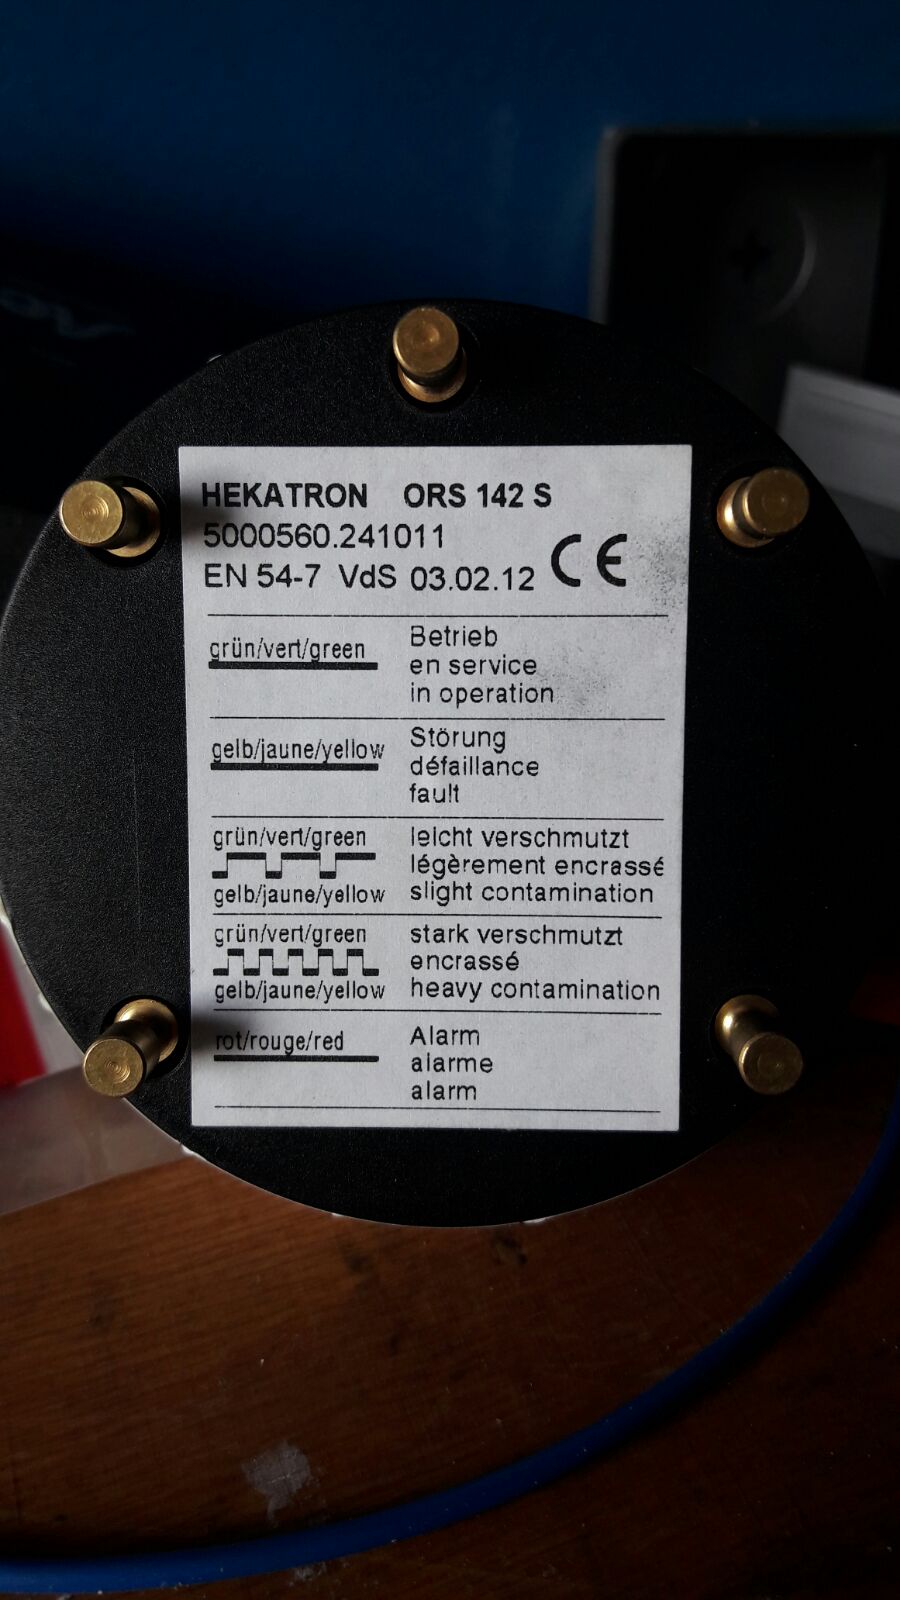 HEKATRON ORS 142 S
5000560.241011
EN 54-7 VdS 03.02.12 CE
grün/vert/green
Betrieb
en service
in operation
gelb/jaune/yellow
Störung
défaillance
fault
grün/vert/green
gelb/jaune/yellow
leicht verschmutzt
légèrement encrassé
slight contamination
grün/vert/green
gelb/jaune/yellow
stark verschmutzt
encrassé
heavy contamination
rot/rouge/red
Alarm
alarme
alarm